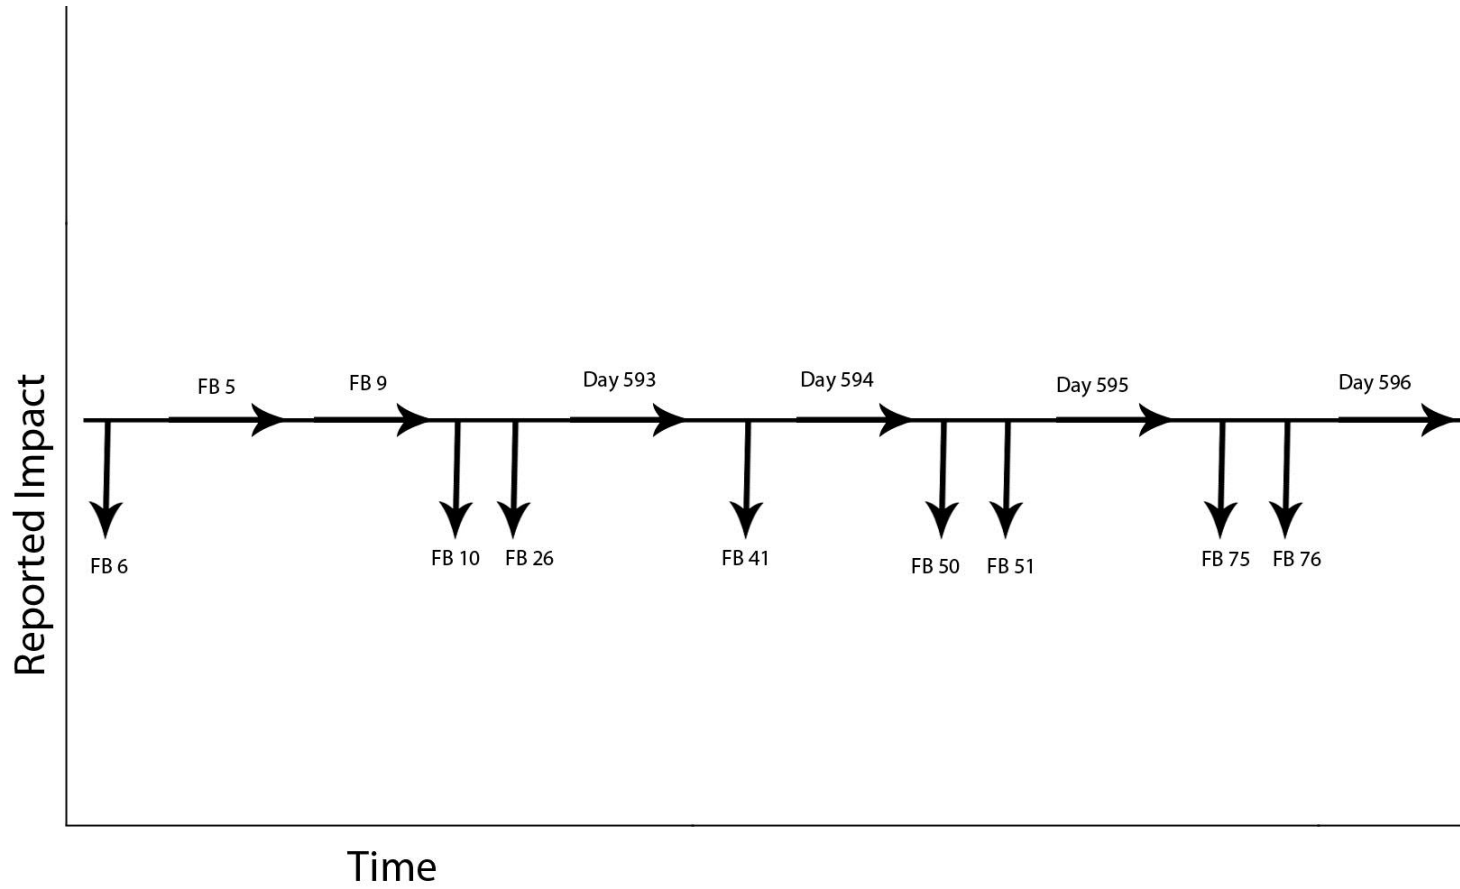 Reported Impact
FB 5
FB 9
Day 593
Day 594
Day 595
Day 596
FB 6
FB 10
FB 26
FB 41
FB 50
FB 51
FB 75
FB 76
Time